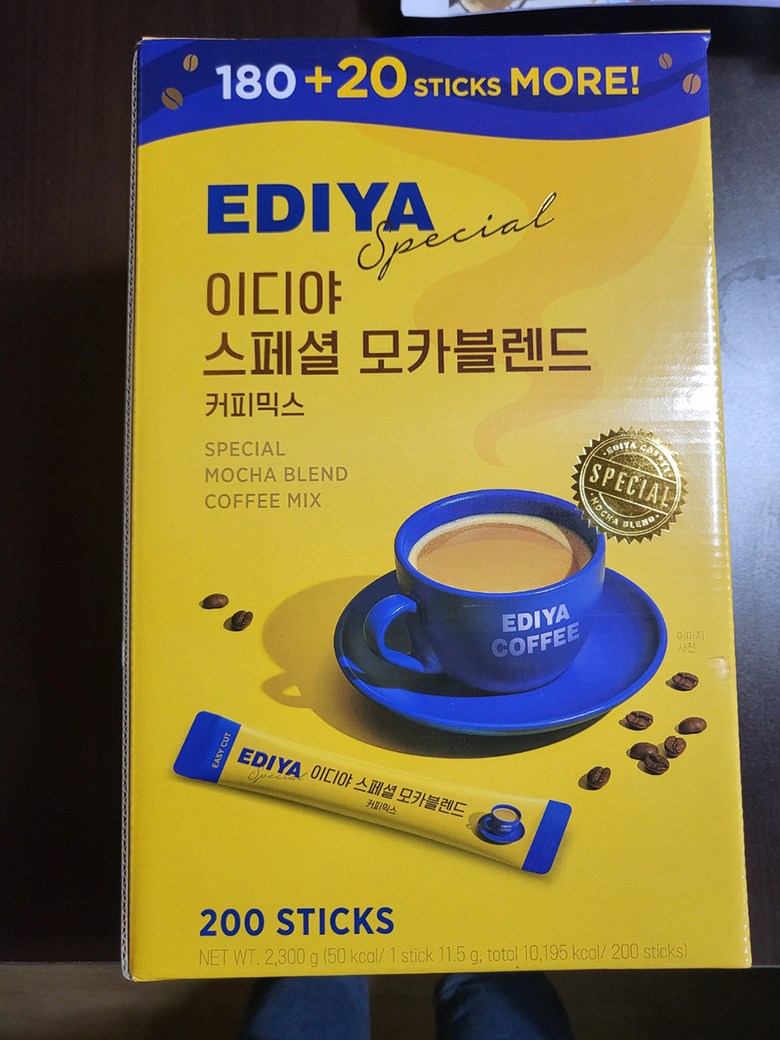 180 +20 STICKS MORE!
EDIYA
Special
이디야
스페셜 모카블렌드
커피믹스
SPECIAL
MOCHA BLEND
COFFEE MIX
SPECIAL
MOCHA BLEND
EDIYA
COFFEE
이미지
사진
EASY CUT
EDIYA
Special
이디야 스페셜 모카블렌드
커피믹스
200 STICKS
NET WT. 2,300 g (50 kcal/ 1 stick 11.5 g, total 10,195 kcal/ 200 sticks)